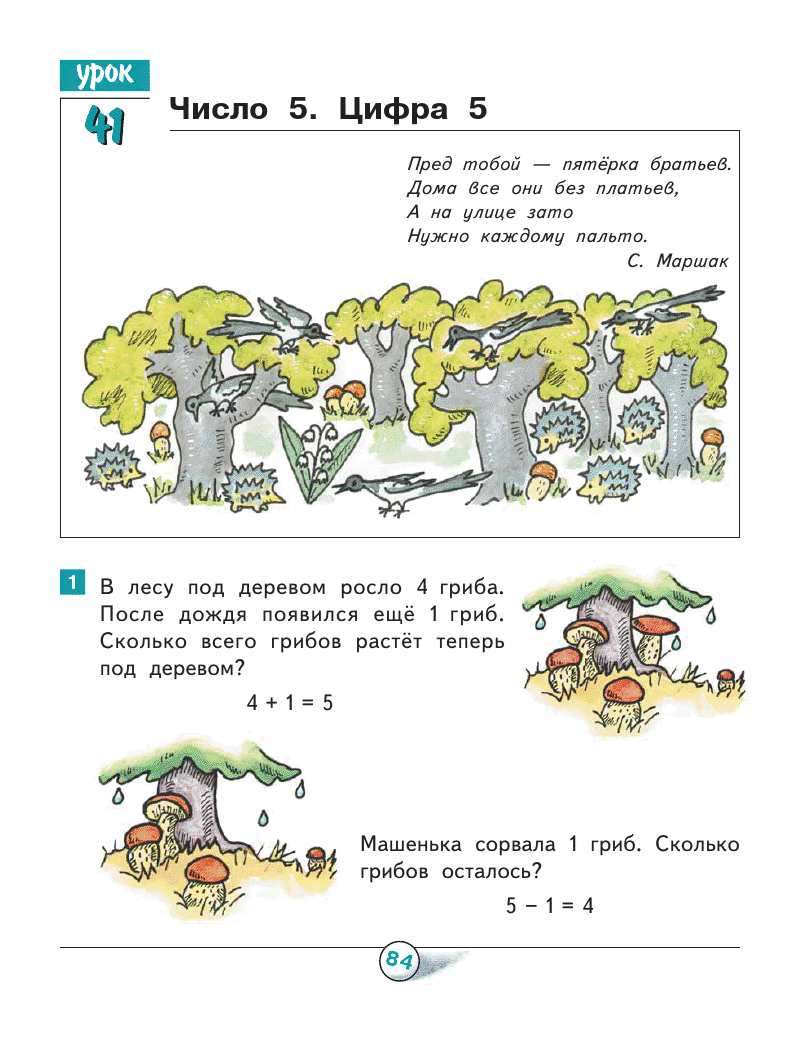 урок
41
Число 5. Цифра 5
Пред тобой — пятёрка братьев.
Дома все они без платьев,
А на улице зато
Нужно каждому пальто.
С. Маршак
1
В лесу под деревом росло 4 гриба.
После дождя появился ещё 1 гриб.
Сколько всего грибов растёт теперь
под деревом?
4 + 1 = 5
Машенька сорвала 1 гриб. Сколько
грибов осталось?
5 − 1 = 4
84